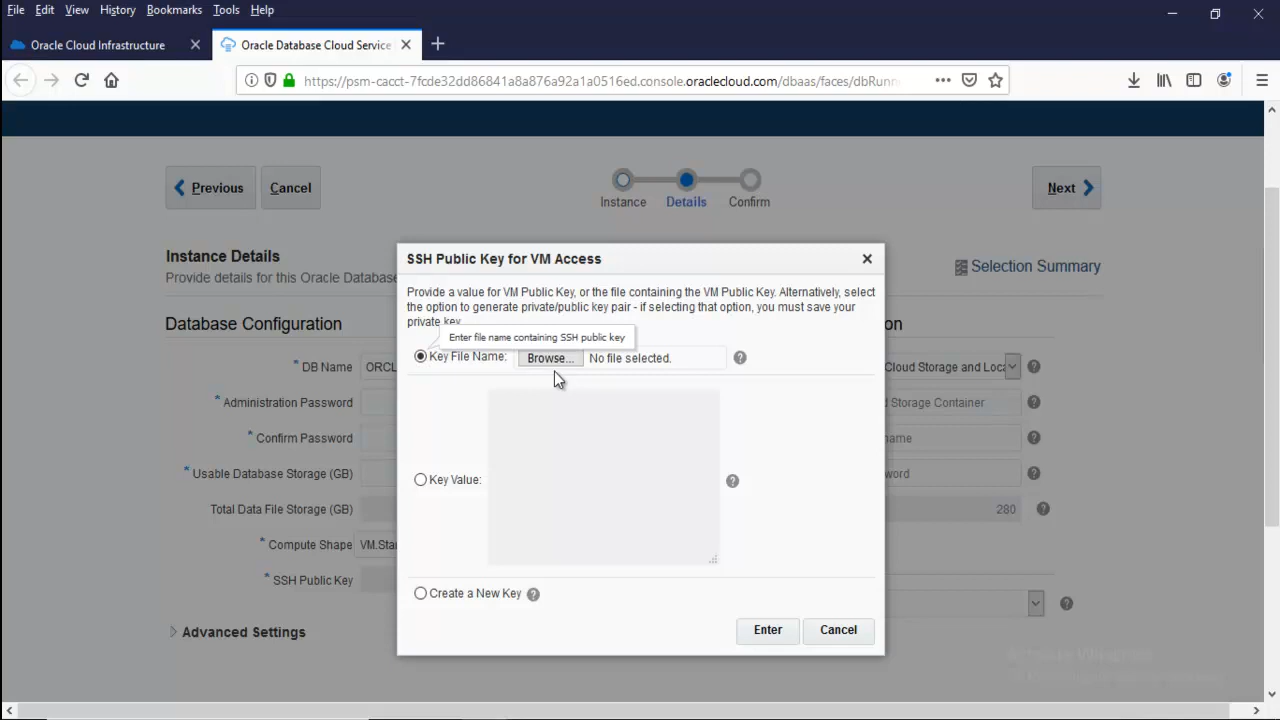 File Edit View History Bookmarks Tools Help
Oracle Cloud Infrastructure
Oracle Database Cloud Service
https://psm-cacct-7fcde32dd86841a8a876a92a1a0516ed.console.oraclecloud.com/dbaas/faces/dbRunn
Previous
Cancel
Instance
Details
Confirm
Next
Instance Details
Provide details for this Oracle Database
Selection Summary
Database Configuration
on
* DB Name
ORCL
* Administration Password
* Confirm Password
* Usable Database Storage (GB)
Total Data File Storage (GB)
* Compute Shape
VM.Star
* SSH Public Key
Advanced Settings
Cloud Storage and Loca
d Storage Container
name
word
280
SSH Public Key for VM Access
Provide a value for VM Public Key, or the file containing the VM Public Key. Alternatively, select
the option to generate private/public key pair - if selecting that option, you must save your
private key
Enter file name containing SSH public key
Key File Name:
Browse...
No file selected.
Key Value:
Create a New Key
Enter
Cancel